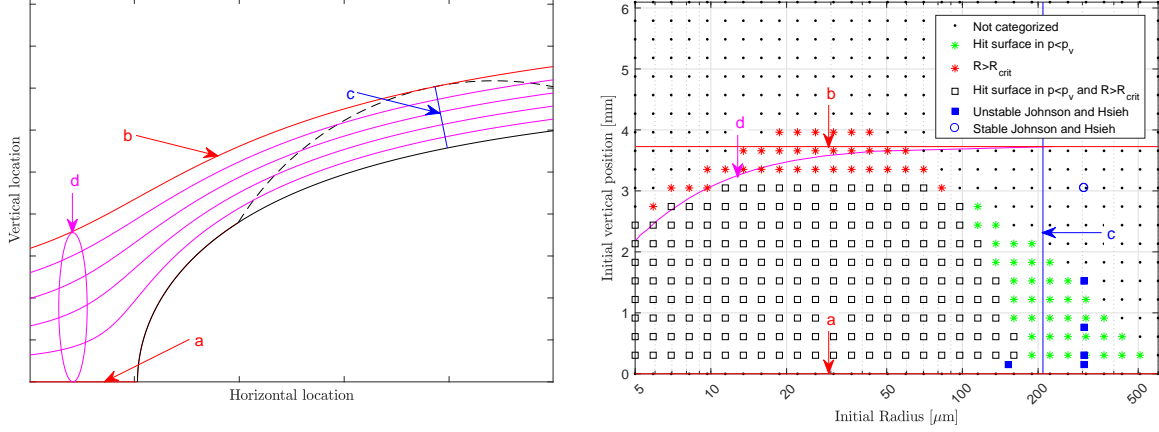 b
c
d
a
Vertical location
Horizontal location
6
5
4
3
2
1
0
Initial vertical position [mm]
Not categorized
Hit surface in p<p_v
R>R_crit
Hit surface in p<p_v and R>R_crit
Unstable Johnson and Hsieh
Stable Johnson and Hsieh
b
d
c
a
5
10
20
50
100
200
500
Initial Radius [μm]